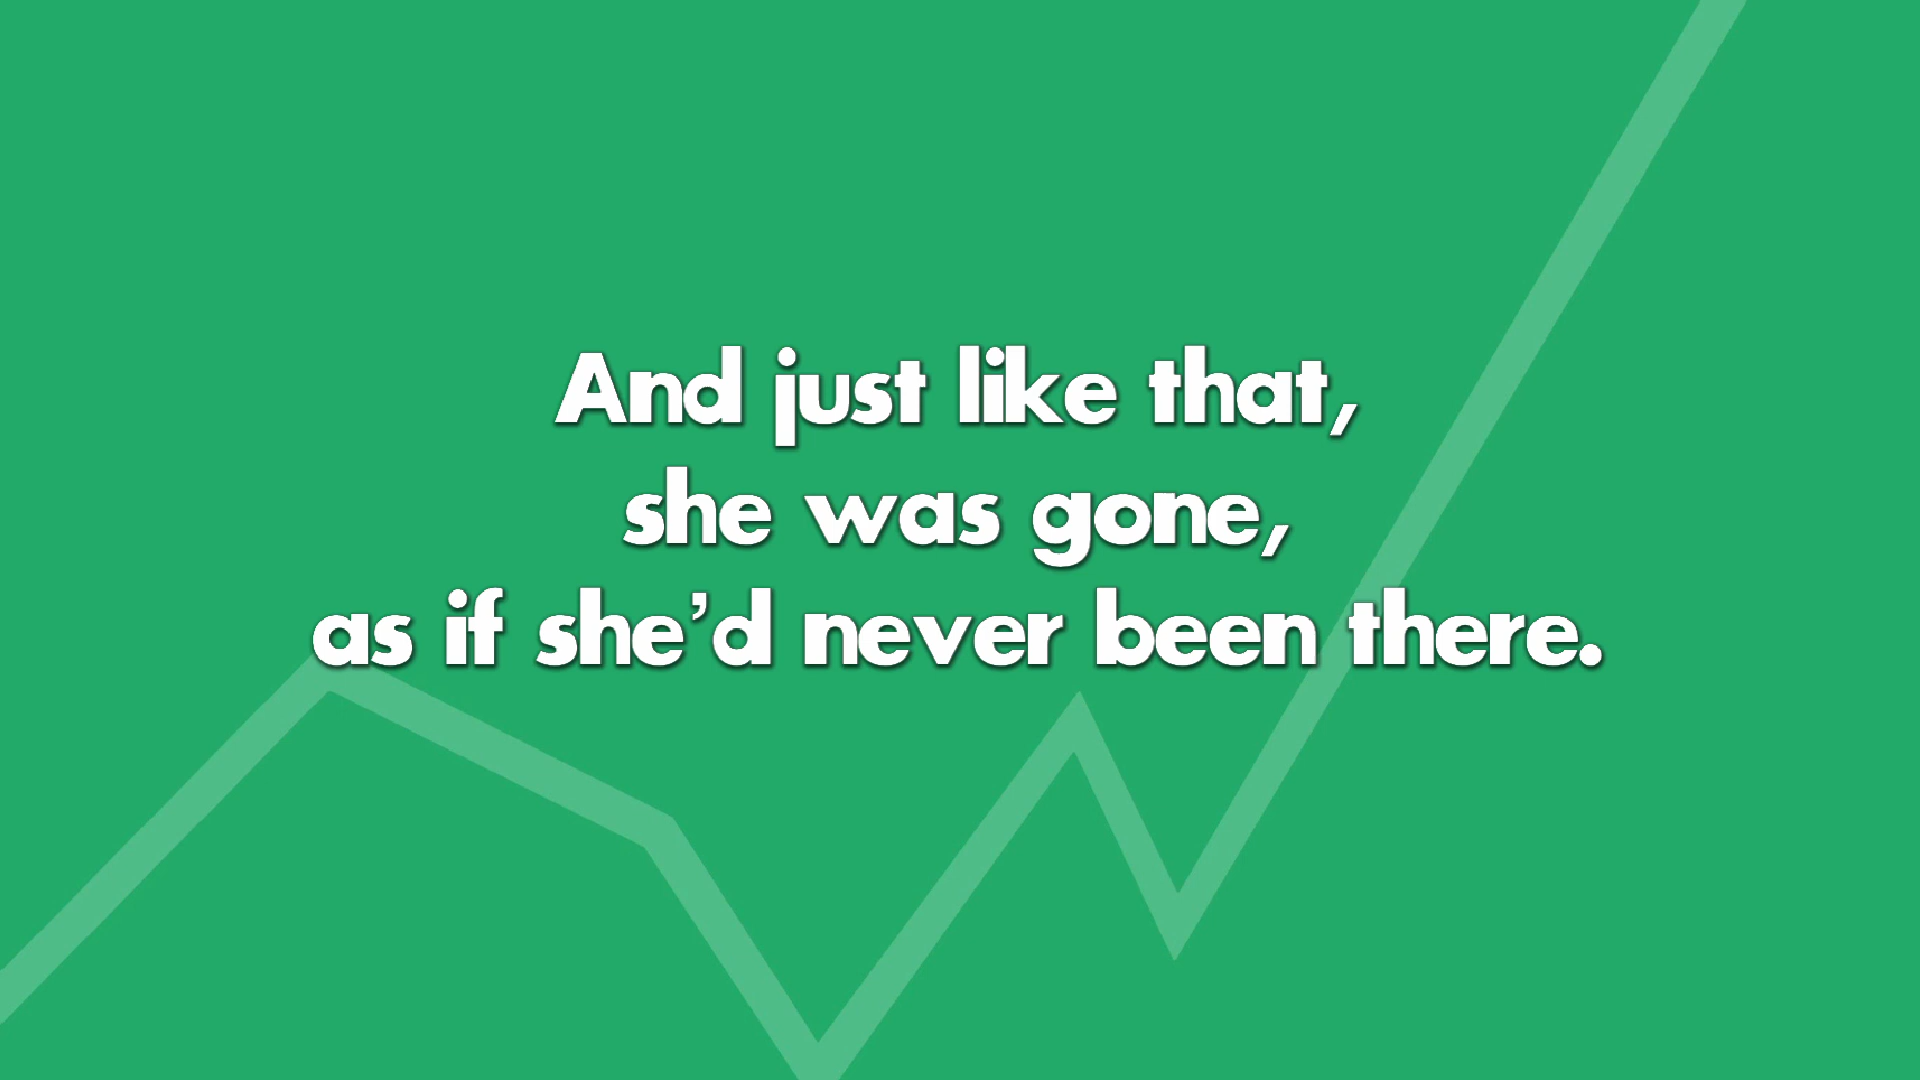 And just like that,
she was gone,
as if she’d never been there.